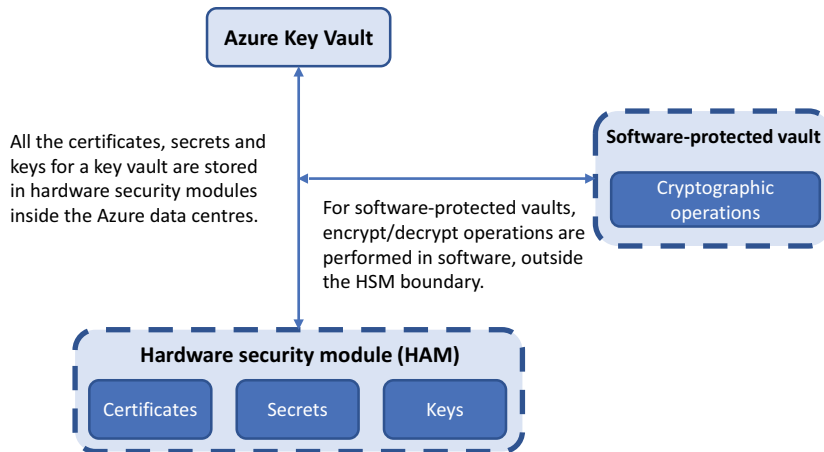 Azure Key Vault
All the certificates, secrets and
keys for a key vault are stored
in hardware security modules
inside the Azure data centres.
Software-protected vault
Cryptographic
operations
For software-protected vaults,
encrypt/decrypt operations are
performed in software, outside
the HSM boundary.
Hardware security module (HAM)
Certificates
Secrets
Keys